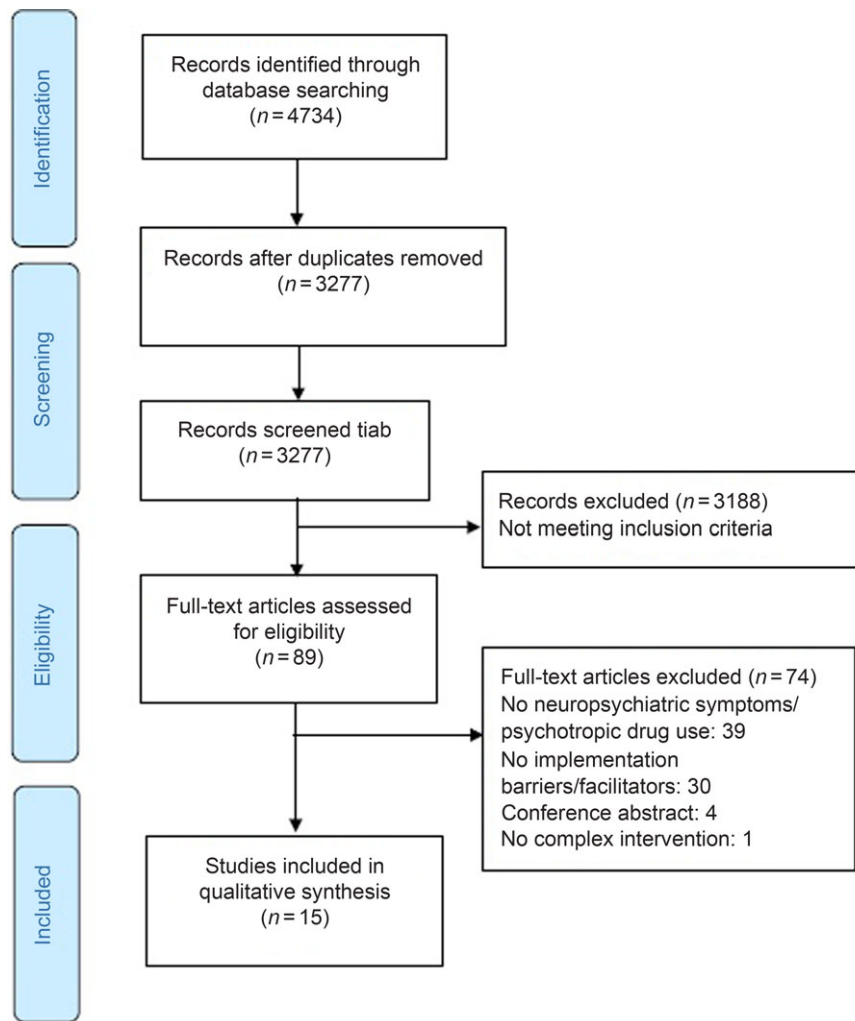 Identification
Records identified through
database searching
(n = 4734)
Records after duplicates removed
(n = 3277)
Screening
Records screened tiab
(n = 3277)
Records excluded (n = 3188)
Not meeting inclusion criteria
Eligibility
Full-text articles assessed
for eligibility
(n = 89)
Full-text articles excluded (n = 74)
No neuropsychiatric symptoms/
psychotropic drug use: 39
No implementation
barriers/facilitators: 30
Conference abstract: 4
No complex intervention: 1
Included
Studies included in
qualitative synthesis
(n = 15)